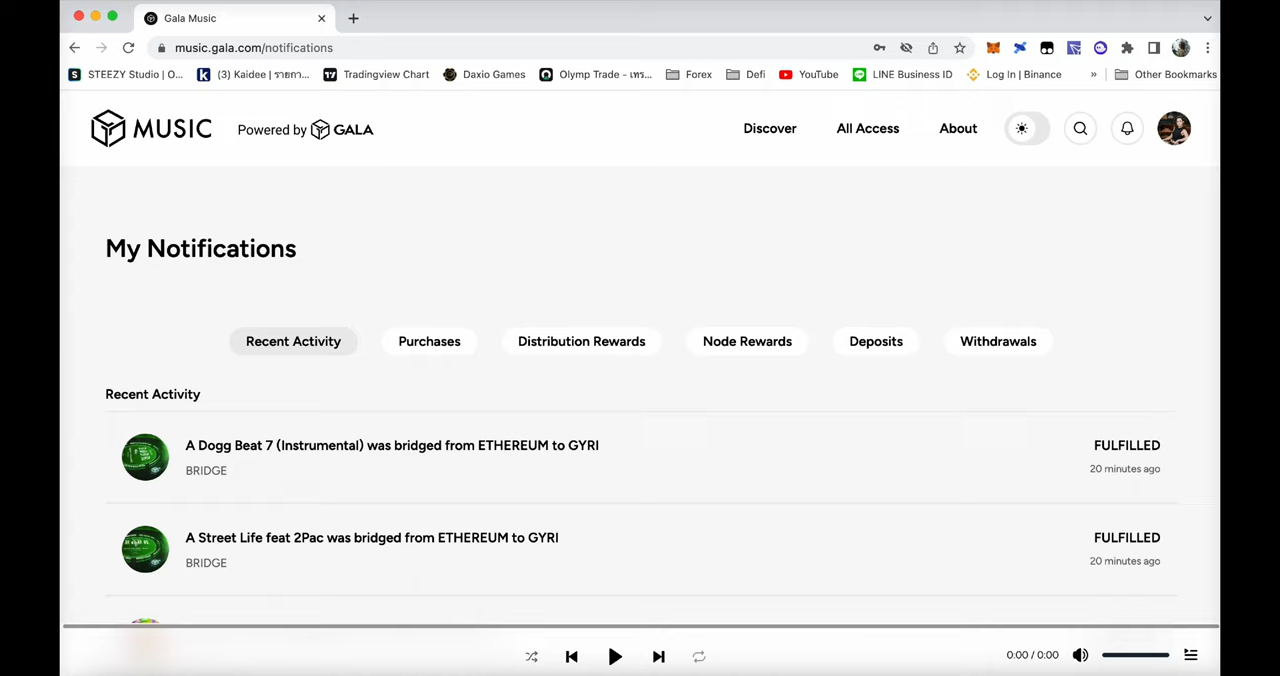 Gala Music
music.gala.com/notifications
STEEZY Studio | O...
(3) Kaidee | รายกา...
Tradingview Chart
Daxio Games
Olymp Trade - เทร...
Forex
Defi
YouTube
LINE Business ID
Log In | Binance
»
Other Bookmarks
MUSIC
Powered by GALA
Discover
All Access
About
My Notifications
Recent Activity
Purchases
Distribution Rewards
Node Rewards
Deposits
Withdrawals
Recent Activity
A Dogg Beat 7 (Instrumental) was bridged from ETHEREUM to GYRI
FULFILLED
BRIDGE
20 minutes ago
A Street Life feat 2Pac was bridged from ETHEREUM to GYRI
FULFILLED
BRIDGE
20 minutes ago
0:00 / 0:00